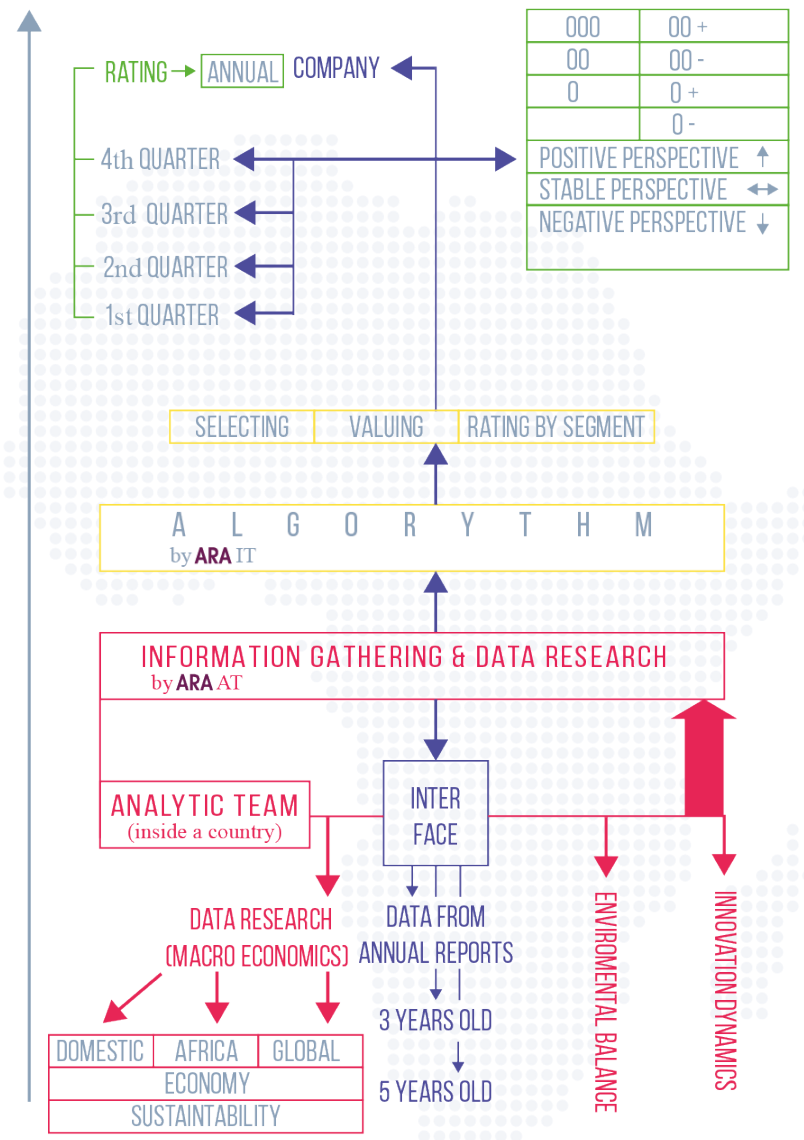 000 00 +
00 00 -
0 0 +
0 -
POSITIVE PERSPECTIVE
STABLE PERSPECTIVE
NEGATIVE PERSPECTIVE
RATING ANNUAL COMPANY
4th QUARTER
3rd QUARTER
2nd QUARTER
1st QUARTER
SELECTING VALUING RATING BY SEGMENT
A L G O R Y T H M
by ARA IT
INFORMATION GATHERING & DATA RESEARCH
by ARA AT
ANALYTIC TEAM
(inside a country)
INTER
FACE
DATA RESEARCH
(MACRO ECONOMICS)
DATA FROM
ANNUAL REPORTS
3 YEARS OLD
5 YEARS OLD
ENVIROMENTAL BALANCE
INNOVATION DYNAMICS
DOMESTIC AFRICA GLOBAL
ECONOMY
SUSTAINTABILITY